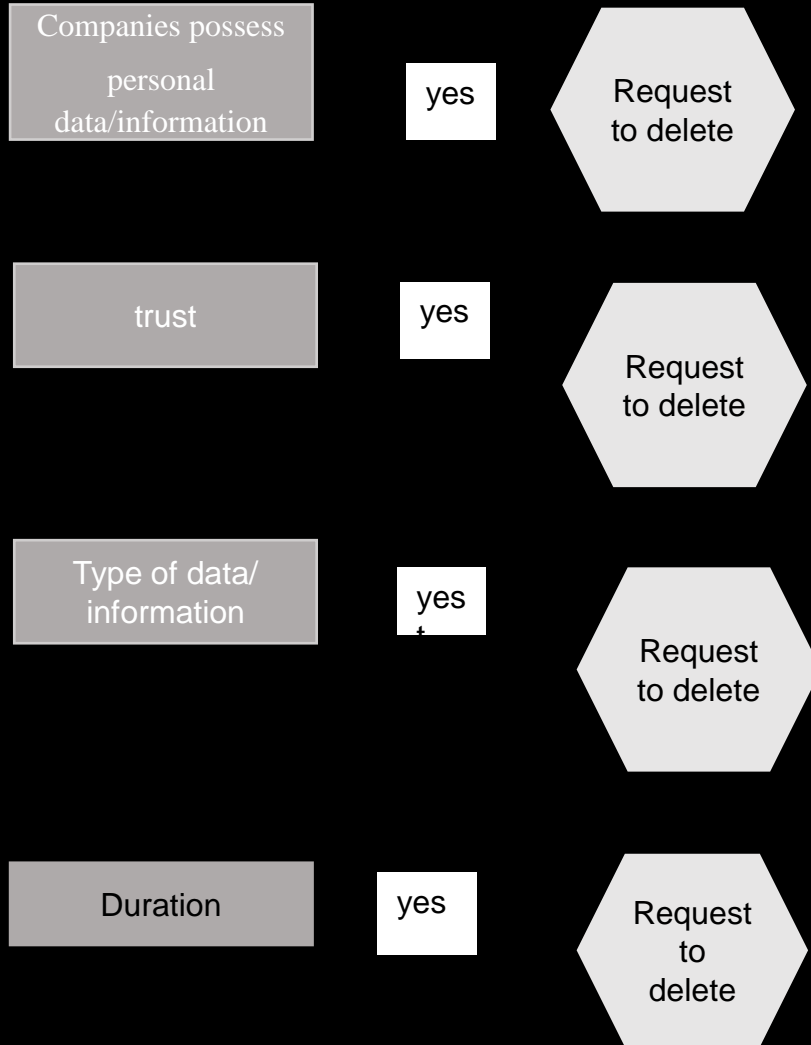 Companies possess
personal
data/information
yes
Request
to delete
trust
yes
Request
to delete
Type of data/
information
yes
Request
to delete
Duration
yes
Request
to
delete